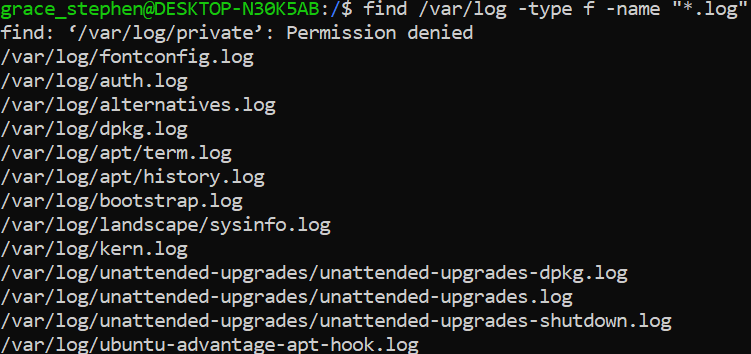 grace_stephen@DESKTOP-N30K5AB:/$ find /var/log -type f -name "*.log"
find: ‘/var/log/private’: Permission denied
/var/log/fontconfig.log
/var/log/auth.log
/var/log/alternatives.log
/var/log/dpkg.log
/var/log/apt/term.log
/var/log/apt/history.log
/var/log/bootstrap.log
/var/log/landscape/sysinfo.log
/var/log/kern.log
/var/log/unattended-upgrades/unattended-upgrades-dpkg.log
/var/log/unattended-upgrades/unattended-upgrades.log
/var/log/unattended-upgrades/unattended-upgrades-shutdown.log
/var/log/ubuntu-advantage-apt-hook.log